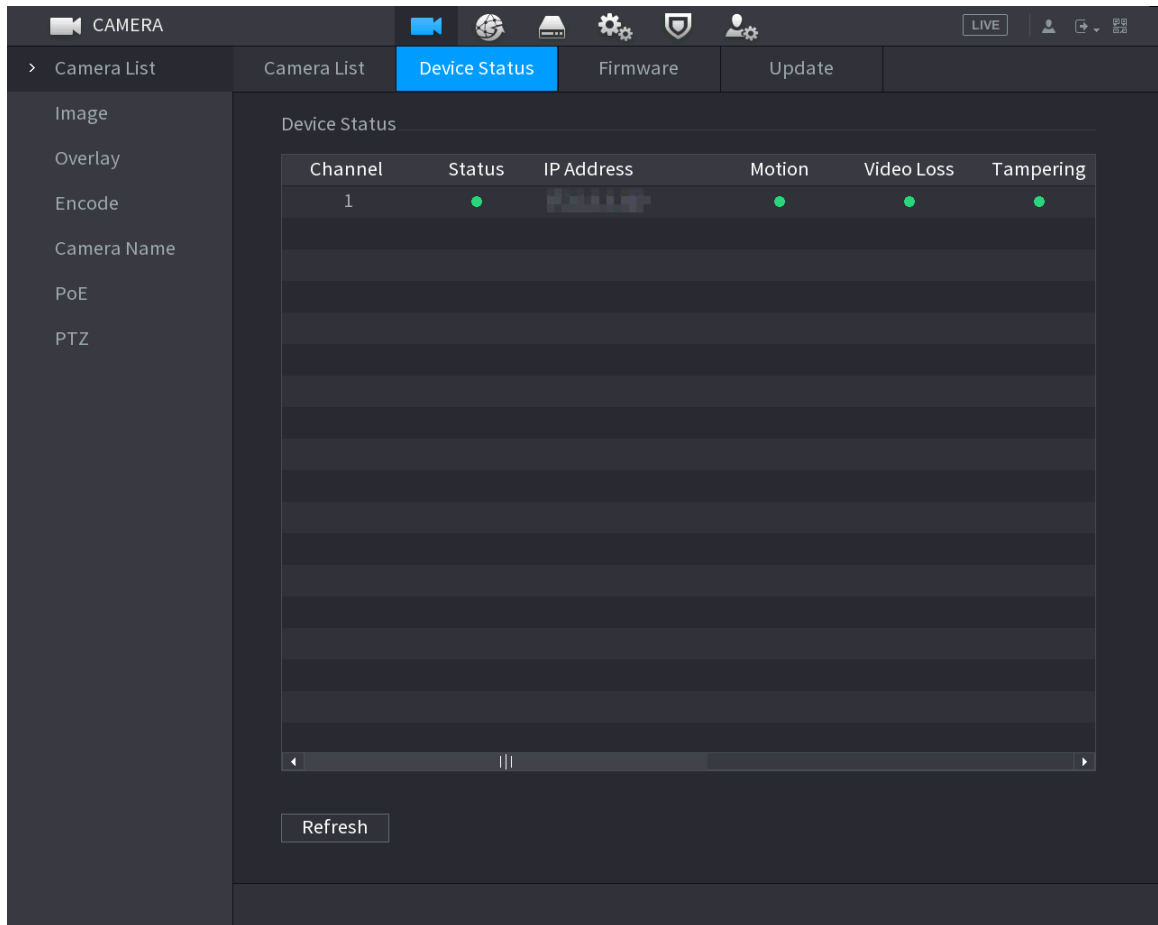 CAMERA
LIVE
Camera List
Image
Overlay
Encode
Camera Name
PoE
PTZ
Camera List Device Status Firmware Update
Device Status
Channel Status IP Address Motion Video Loss Tampering
1
Refresh